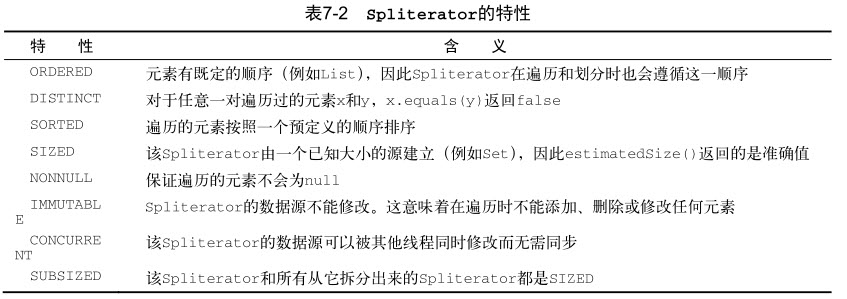 表7-2 Spliterator的特性
特 性 含 义
ORDERED 元素有既定的顺序（例如List），因此Spliterator在遍历和划分时也会遵循这一顺序
DISTINCT 对于任意一对遍历过的元素x和y，x.equals(y)返回false
SORTED 遍历的元素按照一个预定义的顺序排序
SIZED 该Spliterator由一个已知大小的源建立（例如Set），因此estimatedSize()返回的是准确值
NONNULL 保证遍历的元素不会为null
IMMUTABL Spliterator的数据源不能修改。这意味着在遍历时不能添加、删除或修改任何元素
E
CONCURRE 该Spliterator的数据源可以被其他线程同时修改而无需同步
NT
SUBSIZED 该Spliterator和所有从它拆分出来的Spliterator都是SIZED